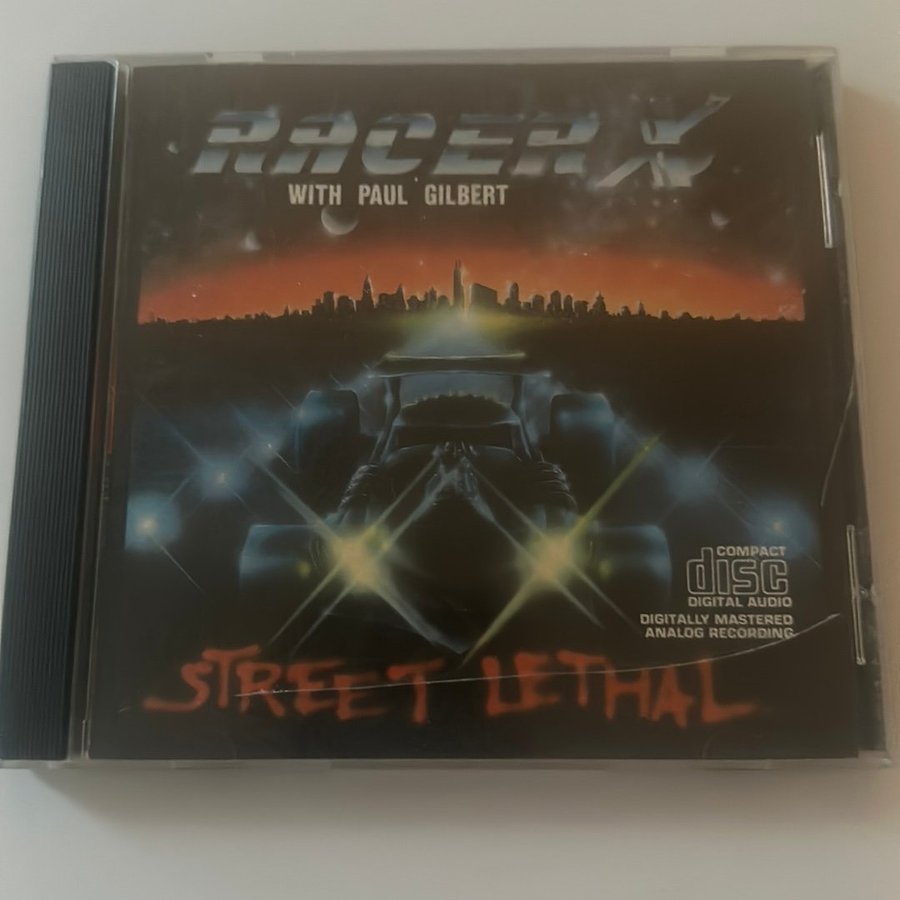 RACER X
WITH PAUL GILBERT
COMPACT
disc
DIGITAL AUDIO
DIGITALLY MASTERED
ANALOG RECORDING
STREET LETHAL